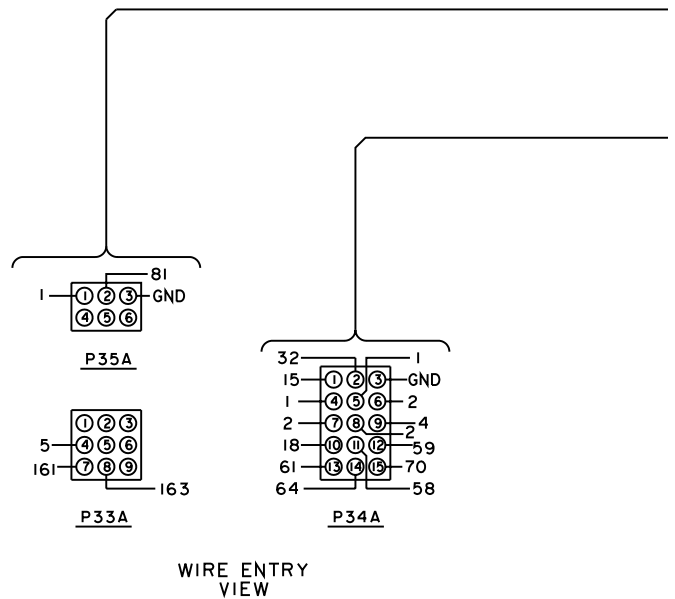 81
1 1 2 3 GND
4 5 6
P35A
32 1
15 1 2 3 GND
1 4 5 6 2
2 7 8 9 4
2
18 10 11 12 59
61 13 14 15 70
64 58
P34A
1 2 3
5 4 5 6
161 7 8 9
163
P33A
WIRE ENTRY
VIEW